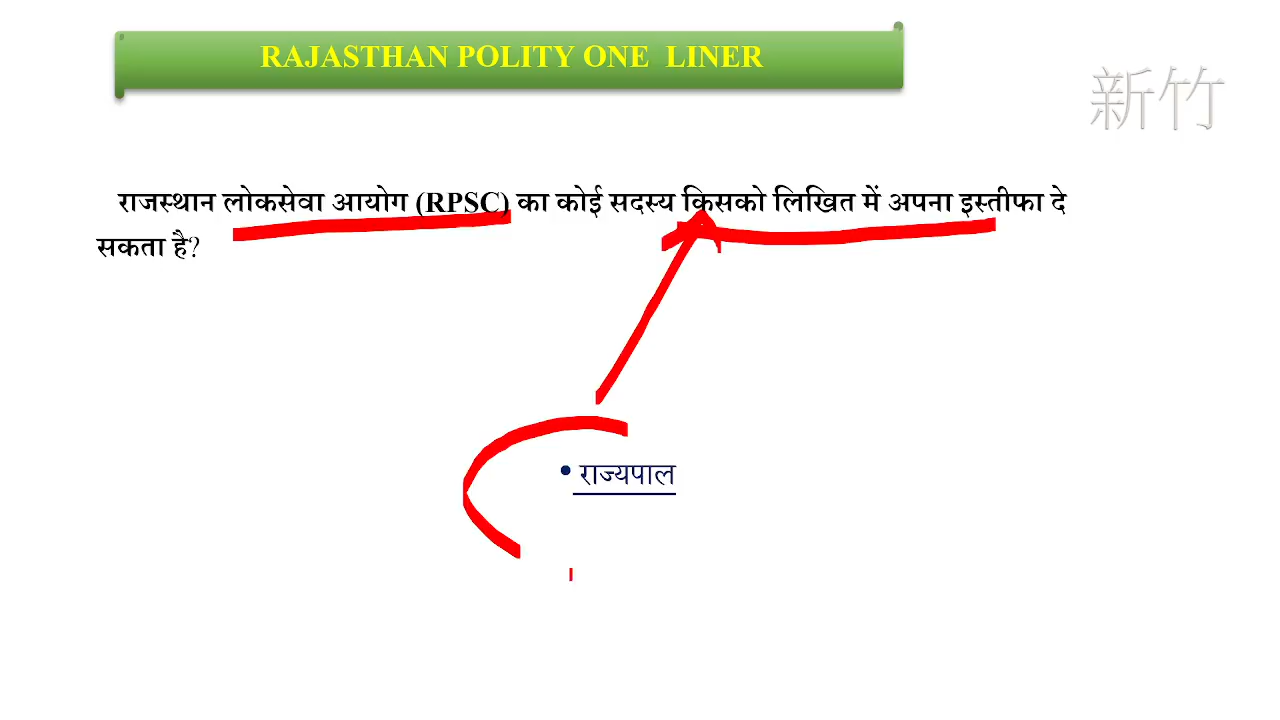 RAJASTHAN POLITY ONE LINER
新竹
राजस्थान लोकसेवा आयोग (RPSC) का कोई सदस्य किसको लिखित में अपना इस्तीफा दे
सकता है?
• राज्यपाल